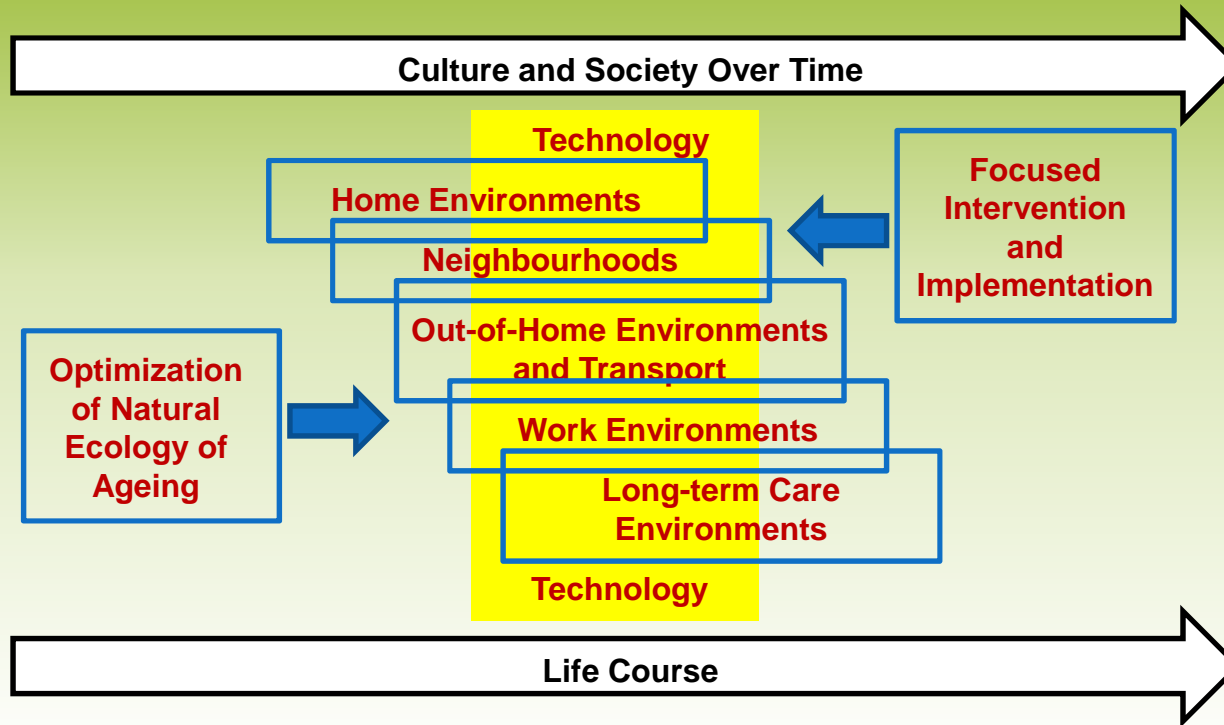 Culture and Society Over Time
Technology
Home Environments
Neighbourhoods
Out-of-Home Environments
and Transport
Work Environments
Long-term Care
Environments
Technology
Focused
Intervention
and
Implementation
Optimization
of Natural
Ecology of
Ageing
Life Course